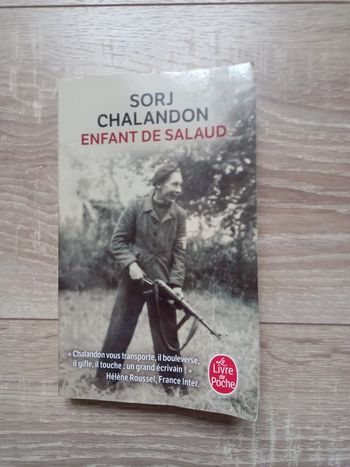 SORJ
CHALANDON
ENFANT DE SALAUD
« Chalandon vous transporte, il bouleverse,
il gifle, il touche : un grand écrivain ! »
Hélène Roussel, France Inter.
Le
Livre
de
Poche